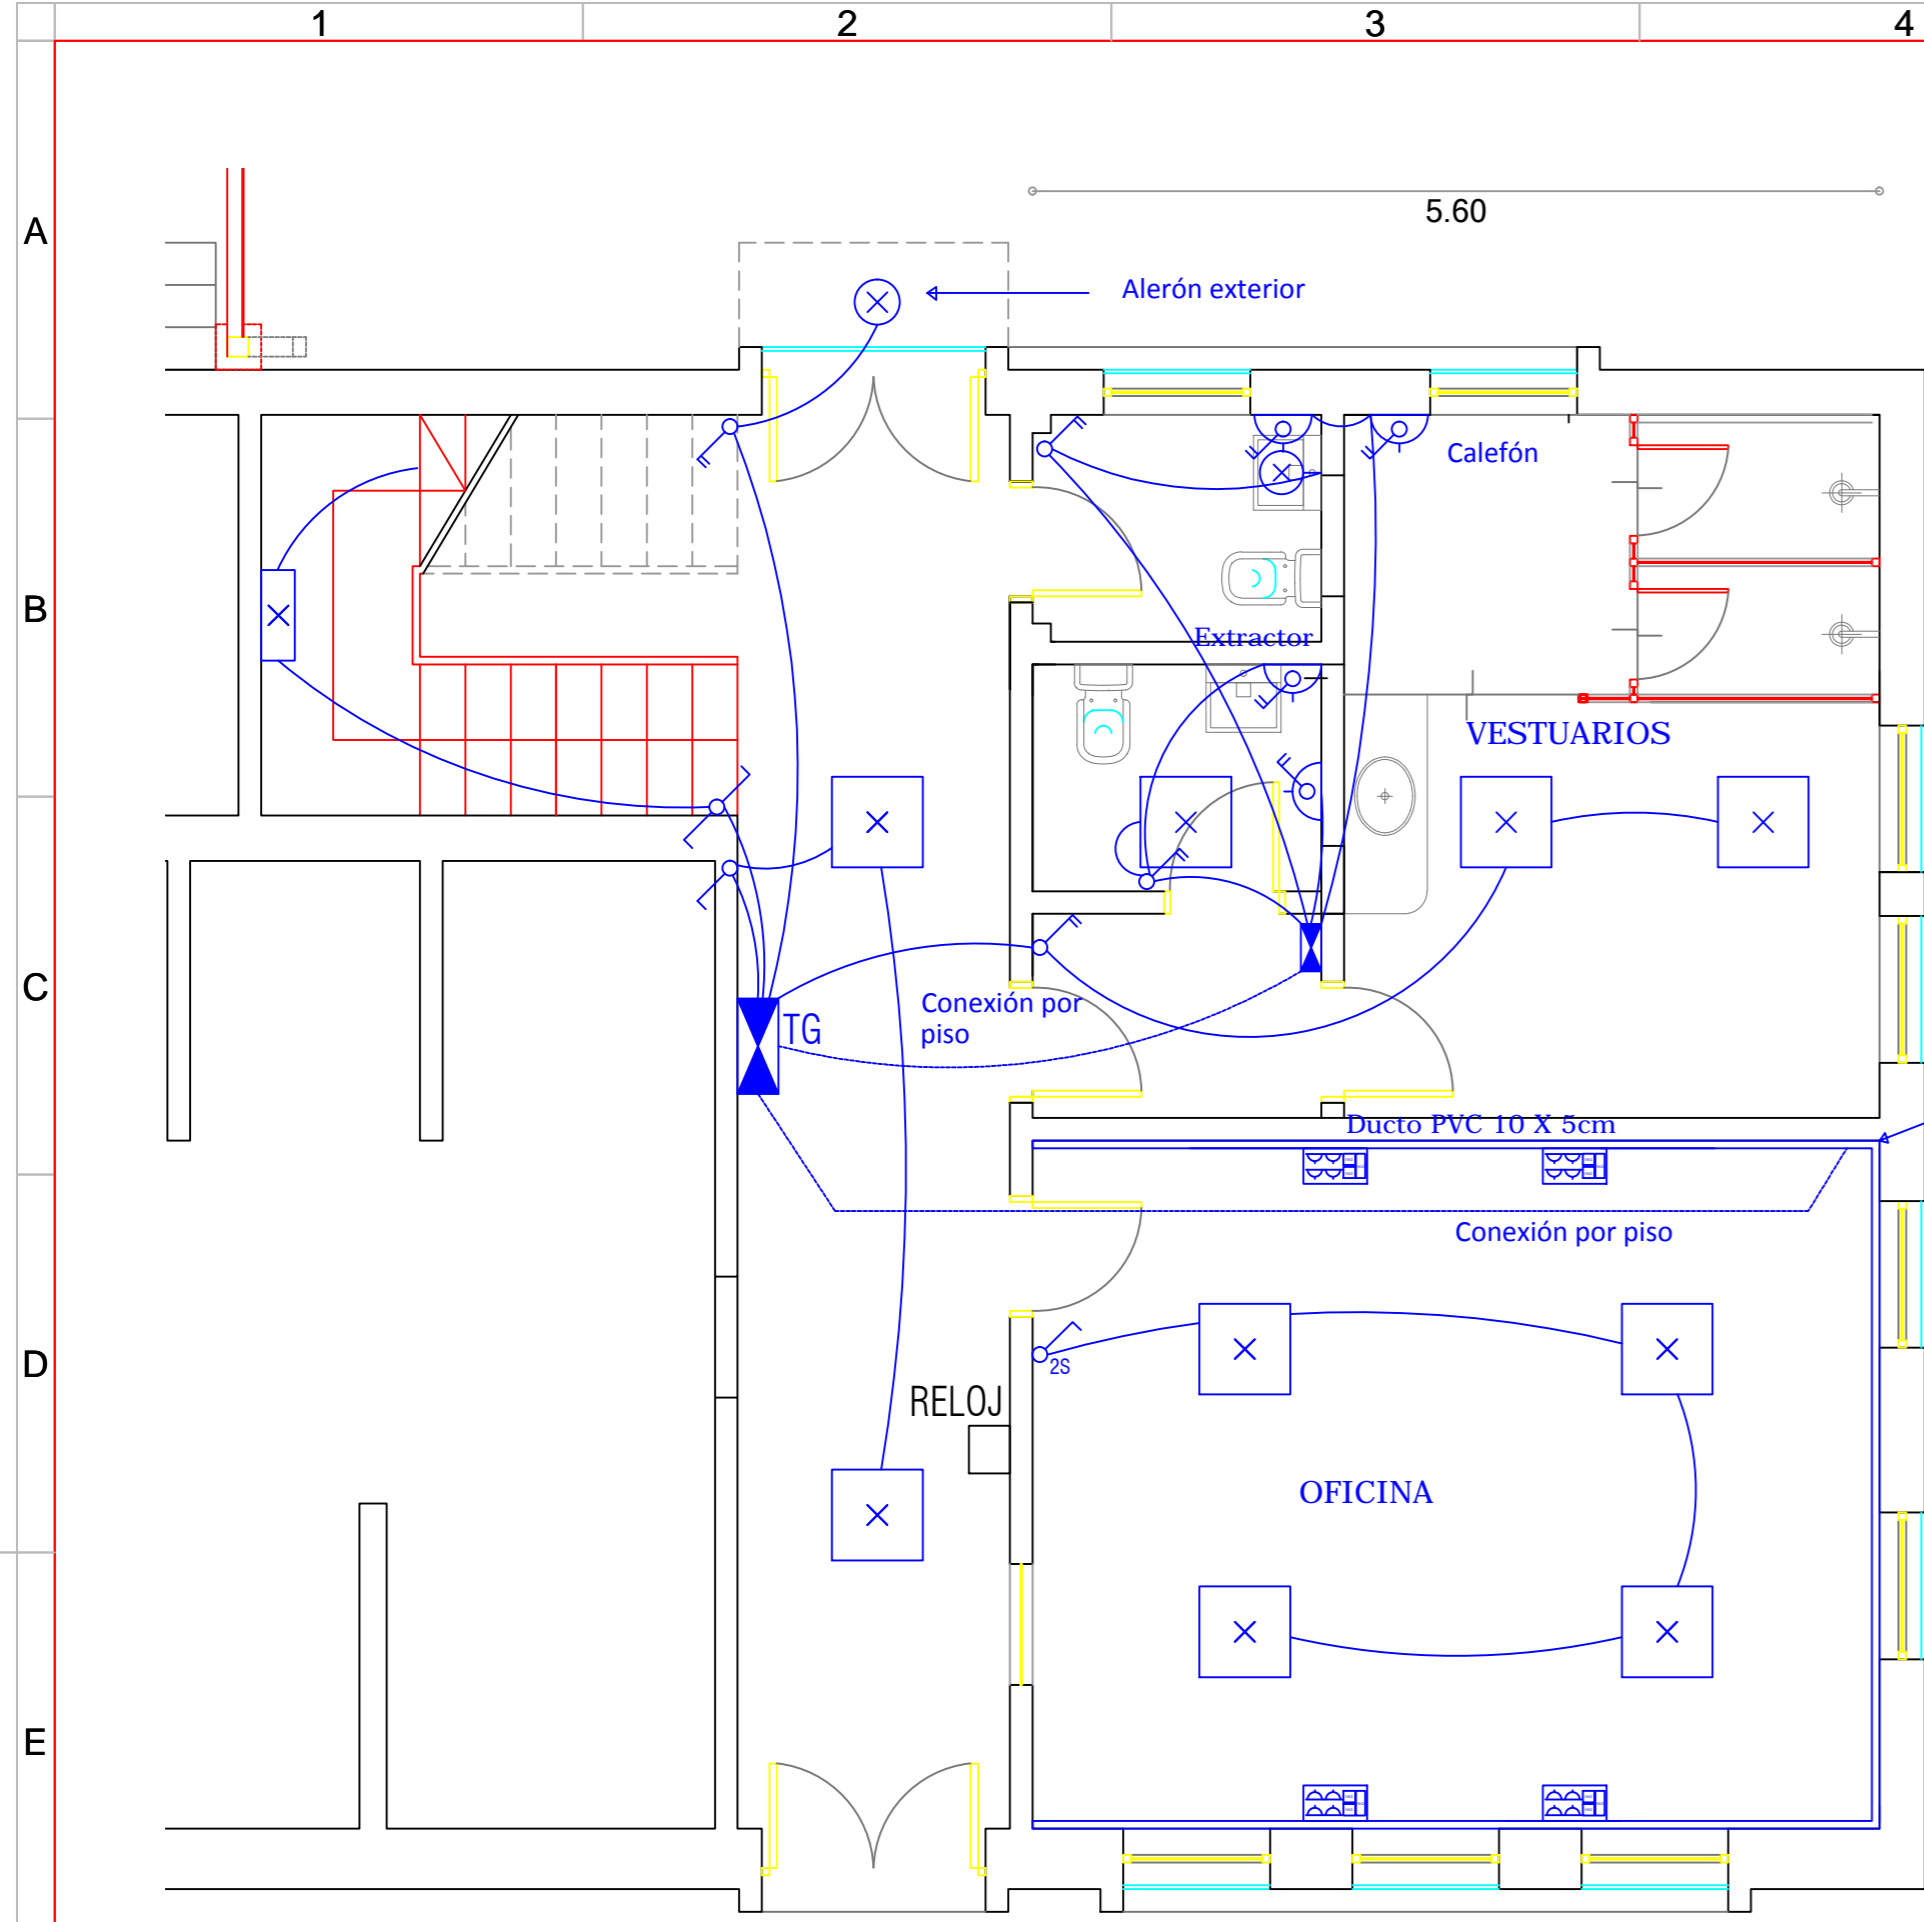 1
2
3
4
A
5.60
Alerón exterior
Calefón
B
Extractor
VESTUARIOS
C
Conexión por
piso
TG
Ducto PVC 10 X 5cm
Conexión por piso
D
2S
RELOJ
OFICINA
E